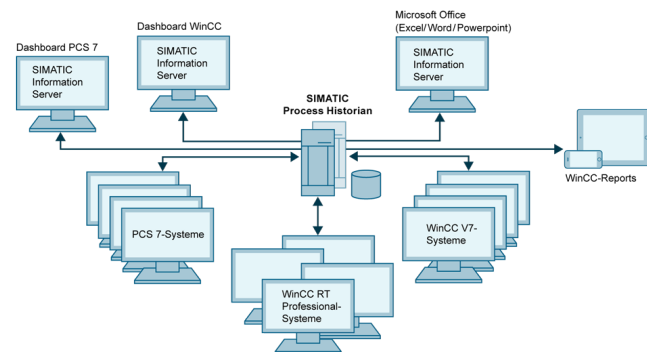 Dashboard PCS 7
SIMATIC
Information
Server
Dashboard WinCC
SIMATIC
Information
Server
Microsoft Office
(Excel/Word/Powerpoint)
SIMATIC
Information
Server
SIMATIC
Process Historian
WinCC-Reports
PCS 7-Systeme
WinCC RT
Professional-
Systeme
WinCC V7-
Systeme